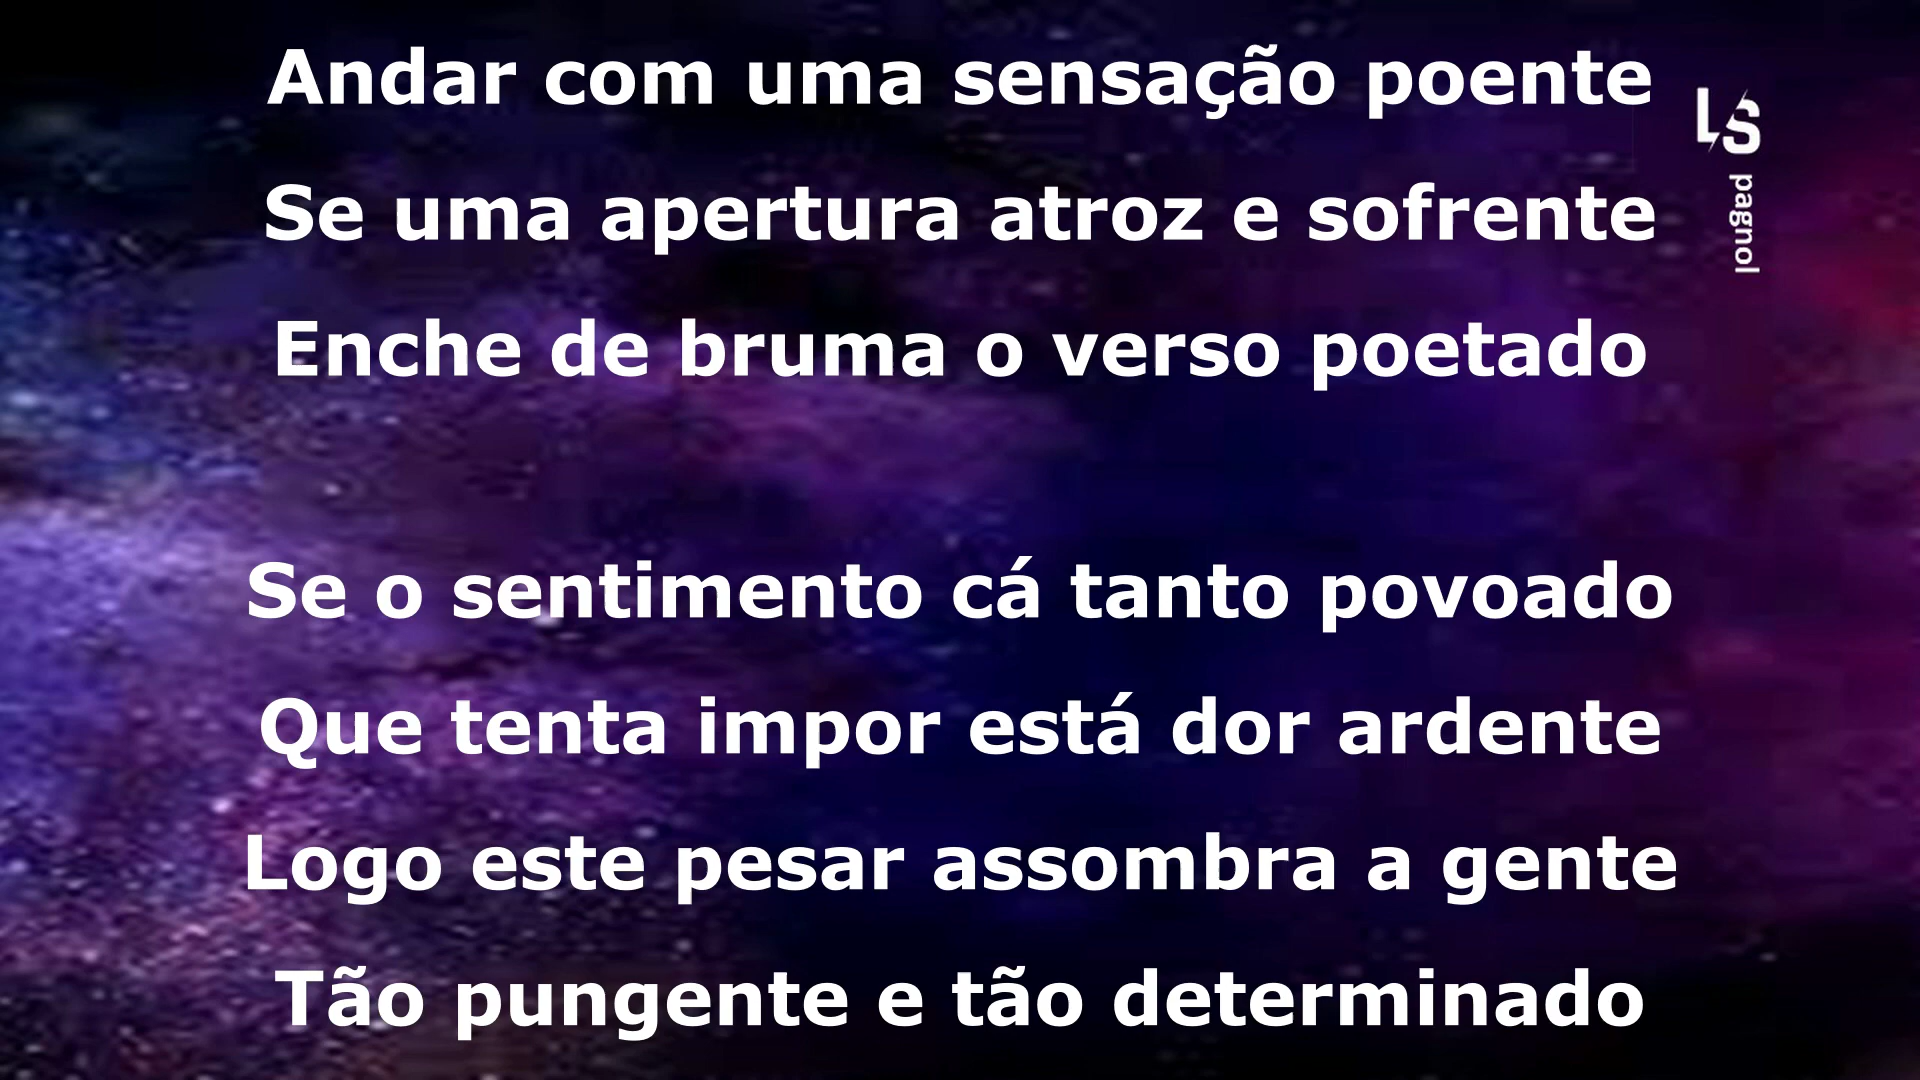 Andar com uma sensação poente
Se uma apertura atroz e sofrente
Enche de bruma o verso poetado
Se o sentimento cá tanto povoado
Que tenta impor está dor ardente
Logo este pesar assombra a gente
Tão pungente e tão determinado
LS
pagnol